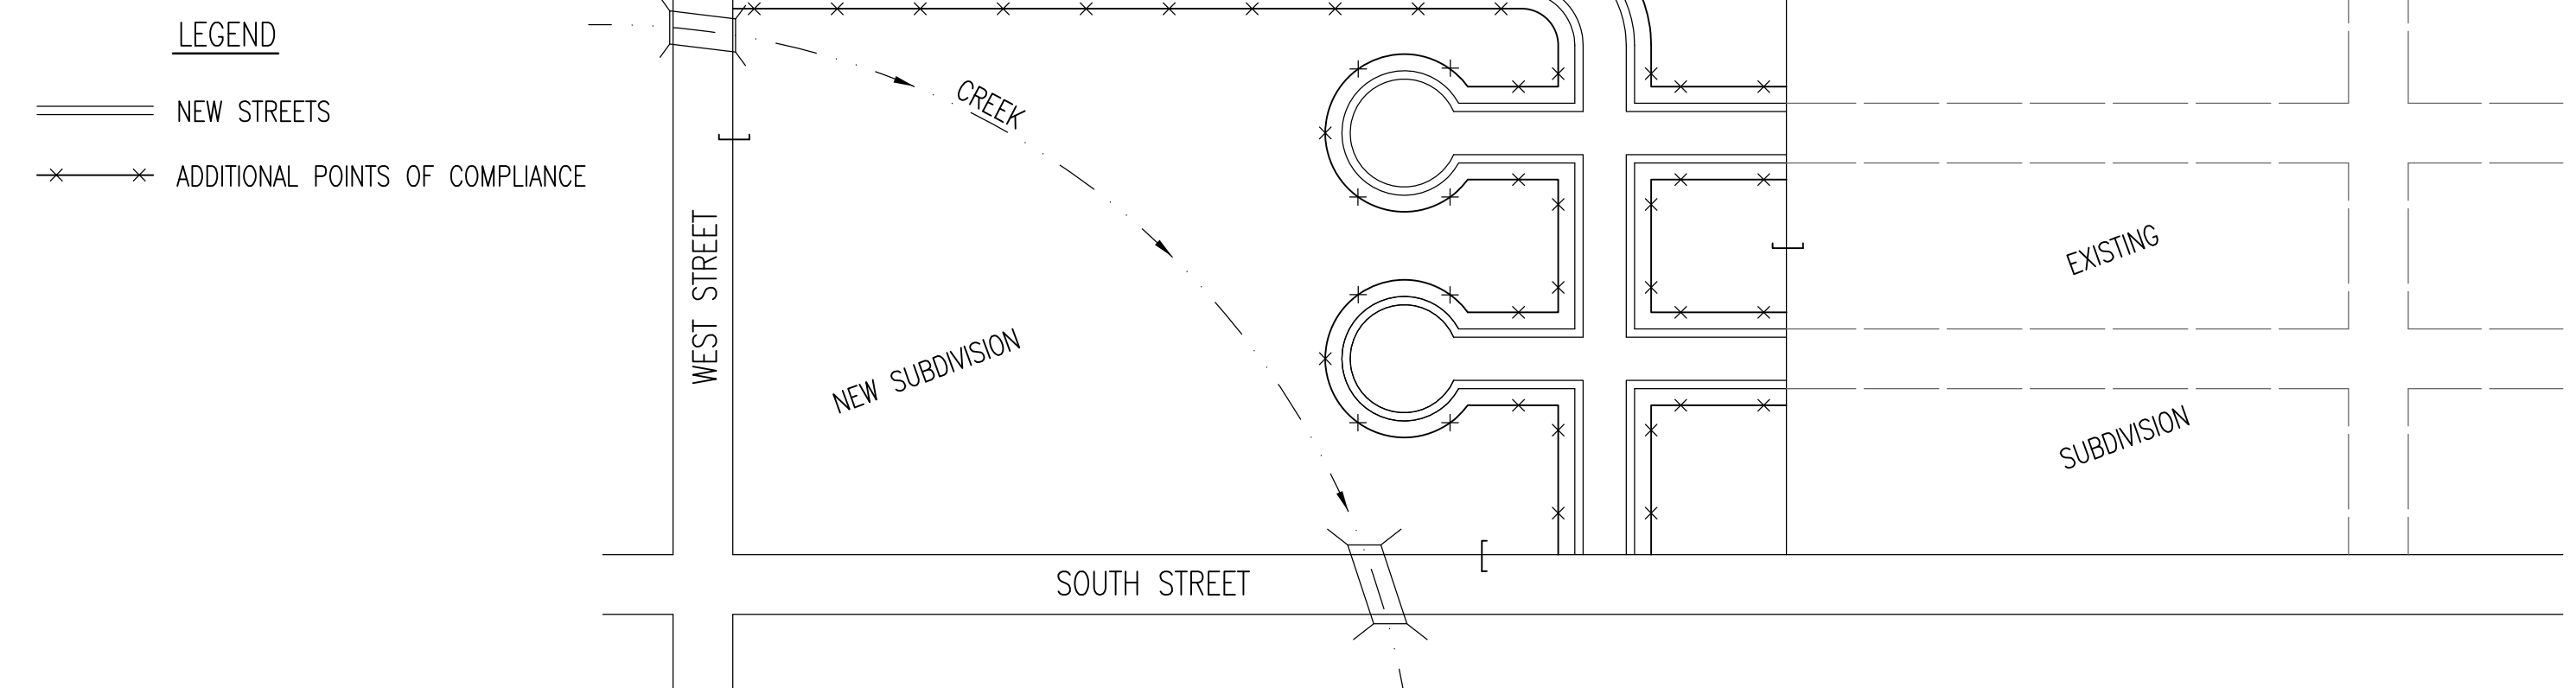 LEGEND
NEW STREETS
ADDITIONAL POINTS OF COMPLIANCE
CREEK
WEST STREET
NEW SUBDIVISION
SOUTH STREET
EXISTING
SUBDIVISION